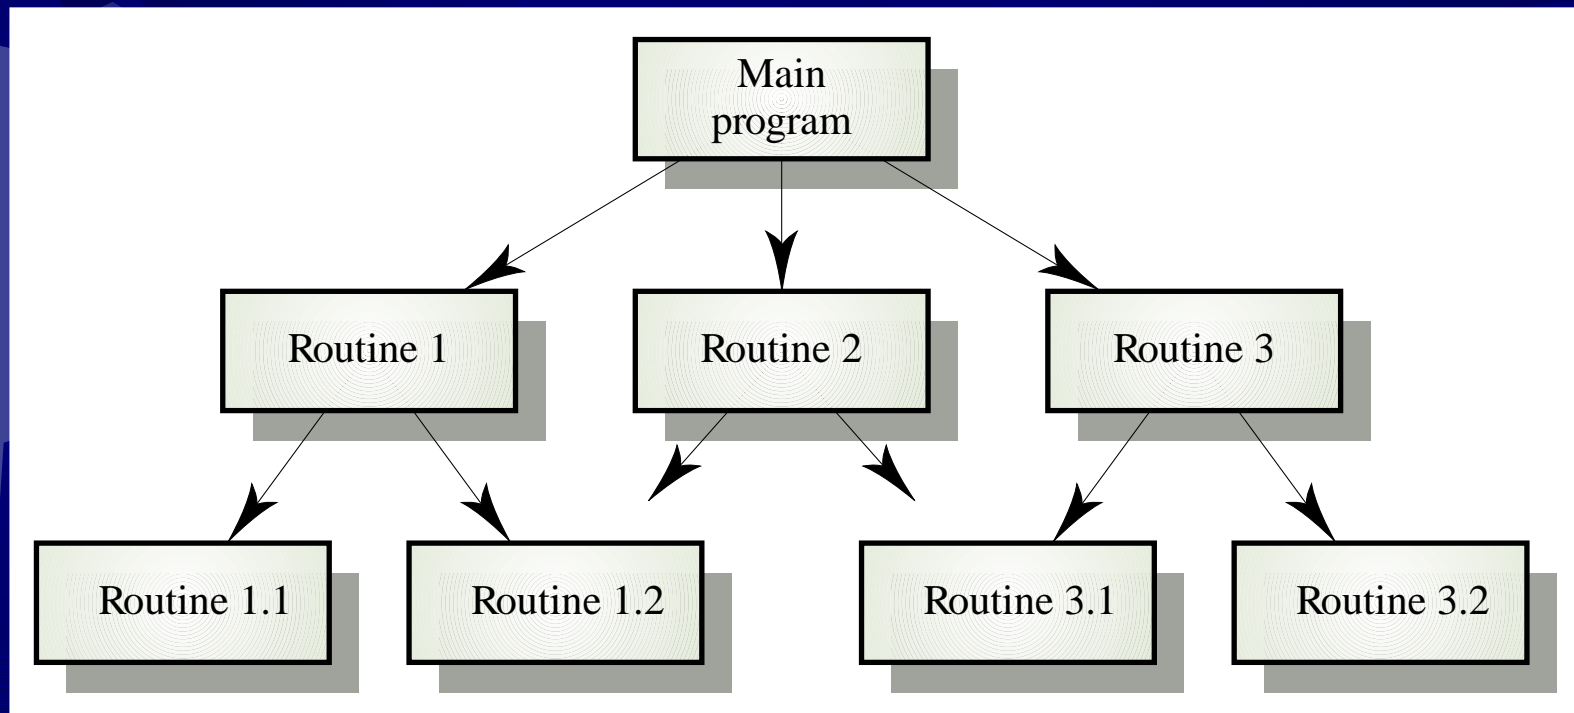 Main
program
Routine 1
Routine 2
Routine 3
Routine 1.1
Routine 1.2
Routine 3.1
Routine 3.2